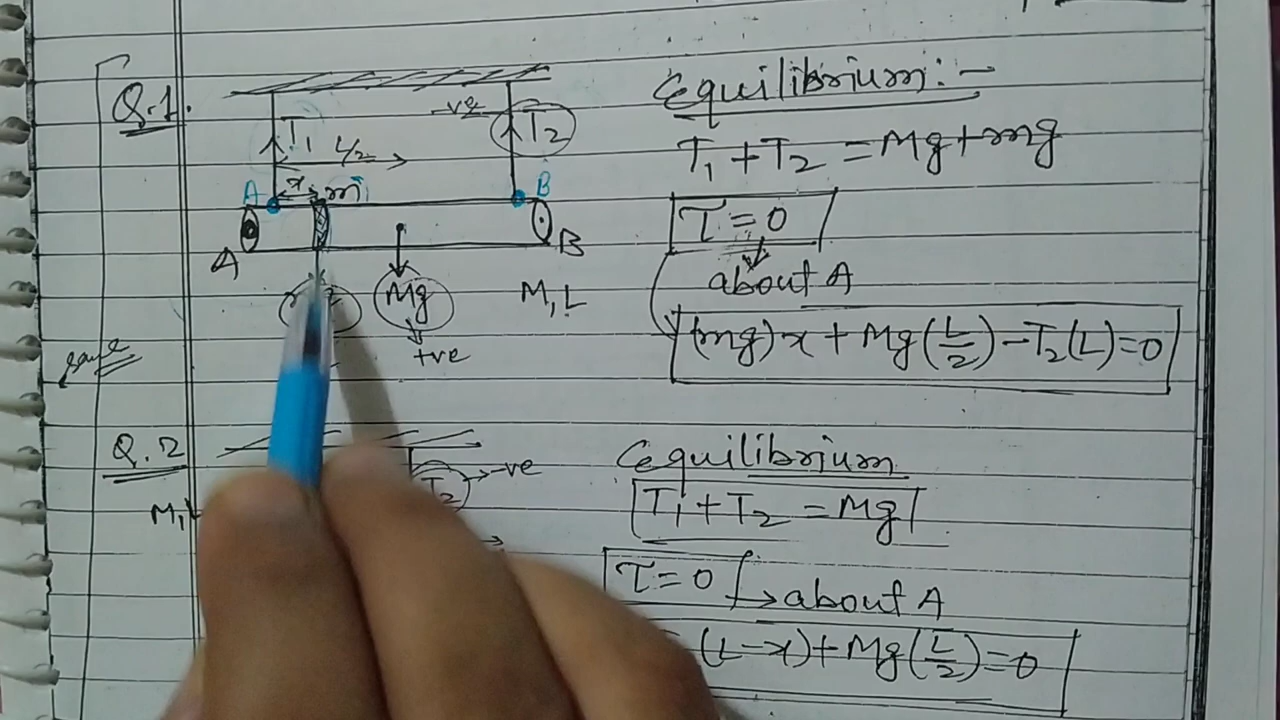 Q.1.
T1
L/2
x
m
-ve
T2
A
B
A
B
Mg
+ve
M, L
same
Equilibrium:-
T1 + T2 = Mg + mg
τ = 0
about A
(mg)x + Mg(L/2) - T2(L) = 0
Q.2
M,
T2
-ve
Equilibrium
T1 + T2 = Mg
τ = 0
about A
(L-x) + Mg(L/2) = 0